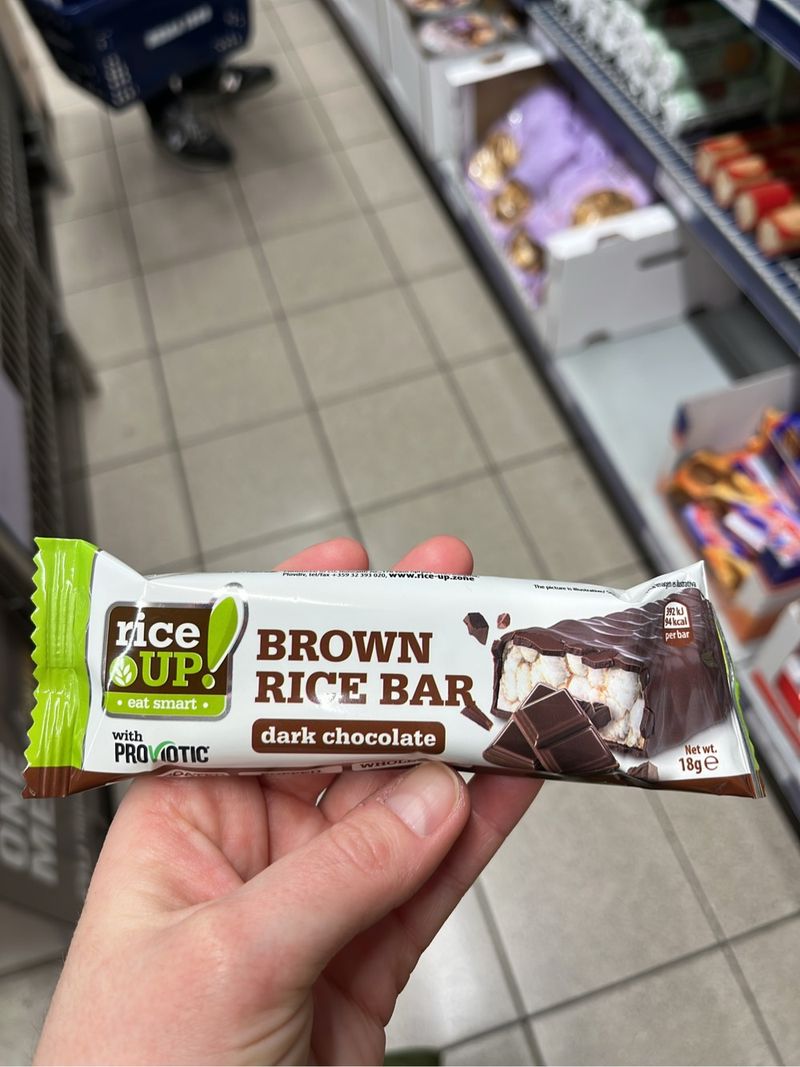 Plovdiv, tel/fax +359 32 393 020, www.rice-up.zone
The picture is illustrative/
rice
UP!
• eat smart •
with
PROVIOTIC
BROWN
RICE BAR
dark chocolate
392 kJ
94 kcal
per bar
Net wt.
18g e
ONE